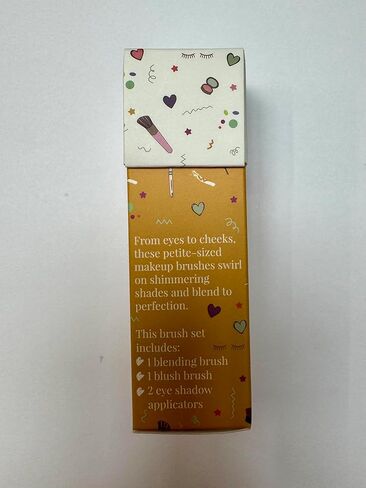 From eyes to cheeks,
these petite-sized
makeup brushes swirl
on shimmering
shades and blend to
perfection.
This brush set
includes:
1 blending brush
1 blush brush
2 eye shadow
applicators